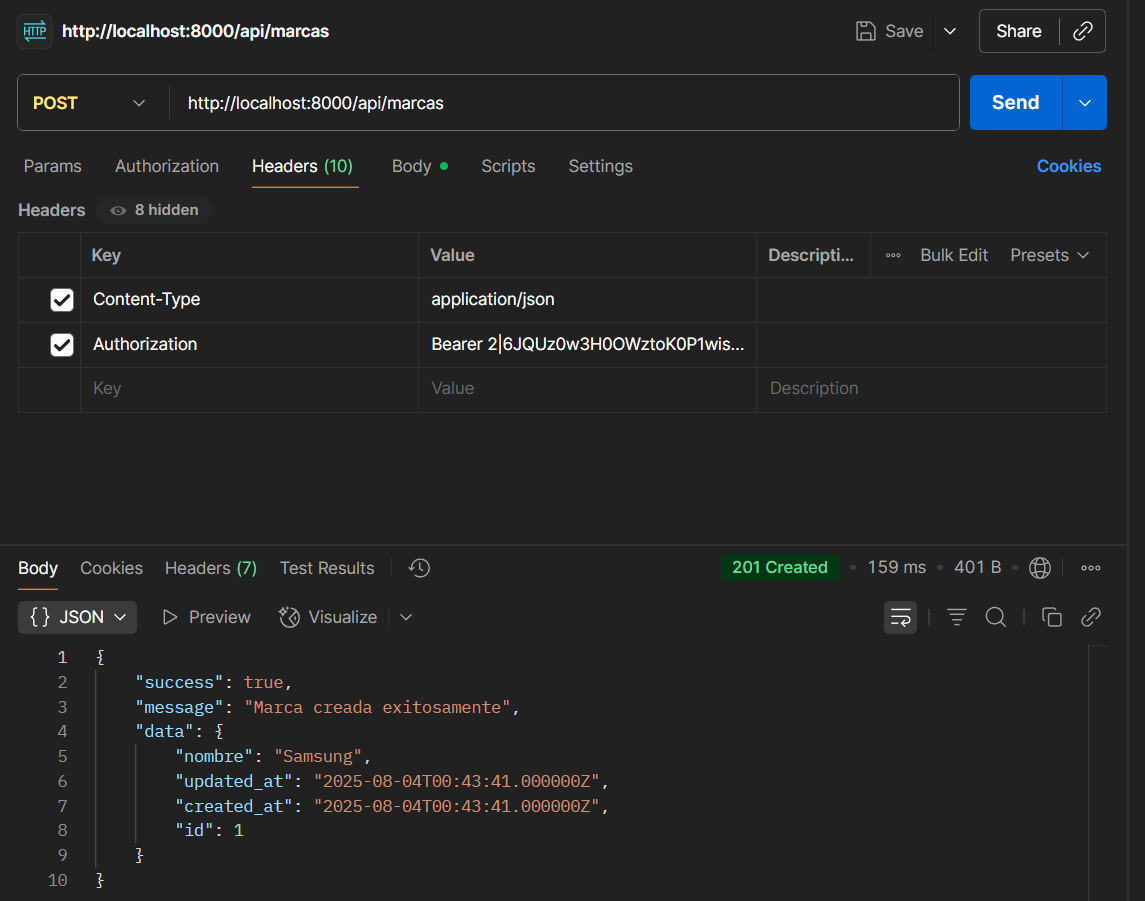 HTTP http://localhost:8000/api/marcas Save Share
POST http://localhost:8000/api/marcas Send
Params Authorization Headers (10) Body Scripts Settings Cookies
Headers 8 hidden
Key Value Descripti... Bulk Edit Presets
Content-Type application/json
Authorization Bearer 2|6JQUz0w3H0OWztoK0P1wis...
Key Value Description
Body Cookies Headers (7) Test Results 201 Created 159 ms 401 B
{} JSON Preview Visualize
1 {
2 "success": true,
3 "message": "Marca creada exitosamente",
4 "data": {
5 "nombre": "Samsung",
6 "updated_at": "2025-08-04T00:43:41.000000Z",
7 "created_at": "2025-08-04T00:43:41.000000Z",
8 "id": 1
9 }
10 }